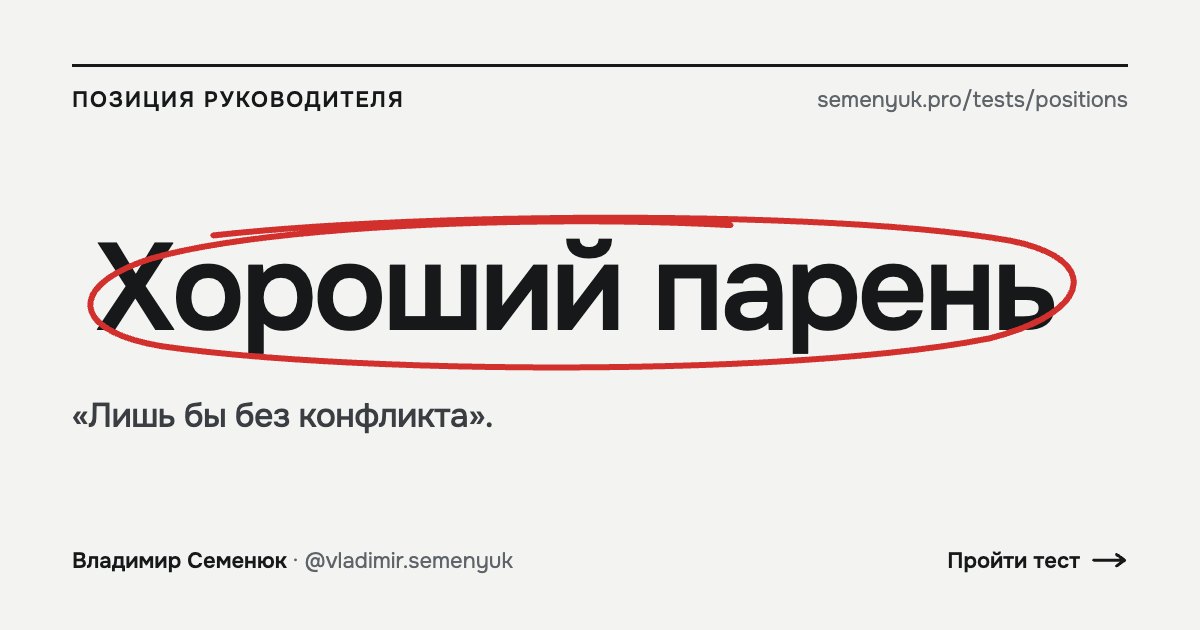 ПОЗИЦИЯ РУКОВОДИТЕЛЯ
semenyuk.pro/tests/positions
Хороший парень
«Лишь бы без конфликта».
Владимир Семенюк · @vladimir.semenyuk
Пройти тест →